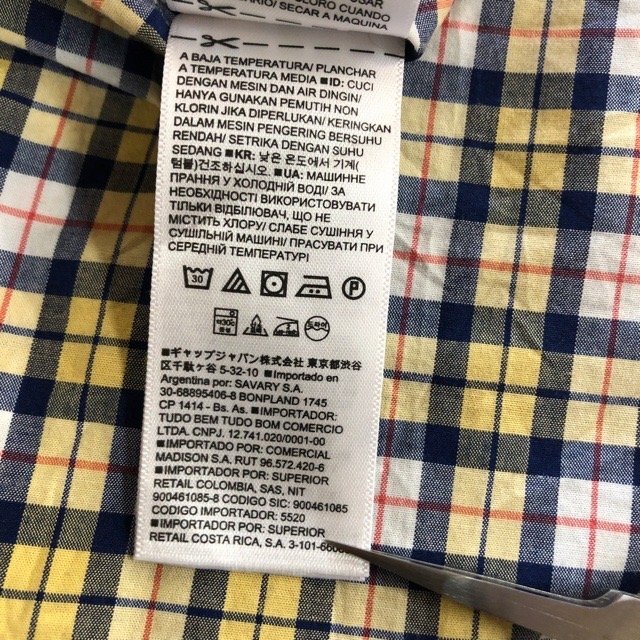 CLORO CUANDO
SECAR A MAQUINA
A BAJA TEMPERATURA/ PLANCHAR
A TEMPERATURA MEDIA ■ID: CUCI
DENGAN MESIN DAN AIR DINGIN/
HANYA GUNAKAN PEMUTIH NON
KLORIN JIKA DIPERLUKAN/ KERINGKAN
DALAM MESIN PENGERING BERSUHU
RENDAH/ SETRIKA DENGAN SUHU
SEDANG ■KR: 낮은 온도에서 기계(
텀블)건조하십시오. ■UA: МАШИННЕ
ПРАННЯ У ХОЛОДНІЙ ВОДІ/ ЗА
НЕОБХІДНОСТІ ВИКОРИСТОВУВАТИ
ТІЛЬКИ ВІДБІЛЮВАЧ, ЩО НЕ
МІСТИТЬ ХЛОРУ/ СЛАБЕ СУШІННЯ У
СУШІЛЬНІЙ МАШИНІ/ ПРАСУВАТИ ПРИ
СЕРЕДНІЙ ТЕМПЕРАТУРІ
30 P
■ギャップジャパン株式会社 東京都渋谷
区千駄ケ谷 5-32-10 ■Importado en
Argentina por: SAVARY S.A.
30-68895406-8 BONPLAND 1745
CP 1414 - Bs. As. ■IMPORTADOR:
TUDO BEM TUDO BOM COMERCIO
LTDA. CNPJ. 12.741.020/0001-00
■IMPORTADO POR: COMERCIAL
MADISON S.A. RUT 96.572.420-6
■IMPORTADO POR: SUPERIOR
RETAIL COLOMBIA, SAS, NIT
900461085-8 CODIGO SIC: 900461085
CODIGO IMPORTADOR: 5520
■IMPORTADOR POR: SUPERIOR
RETAIL COSTA RICA, S.A. 3-101-